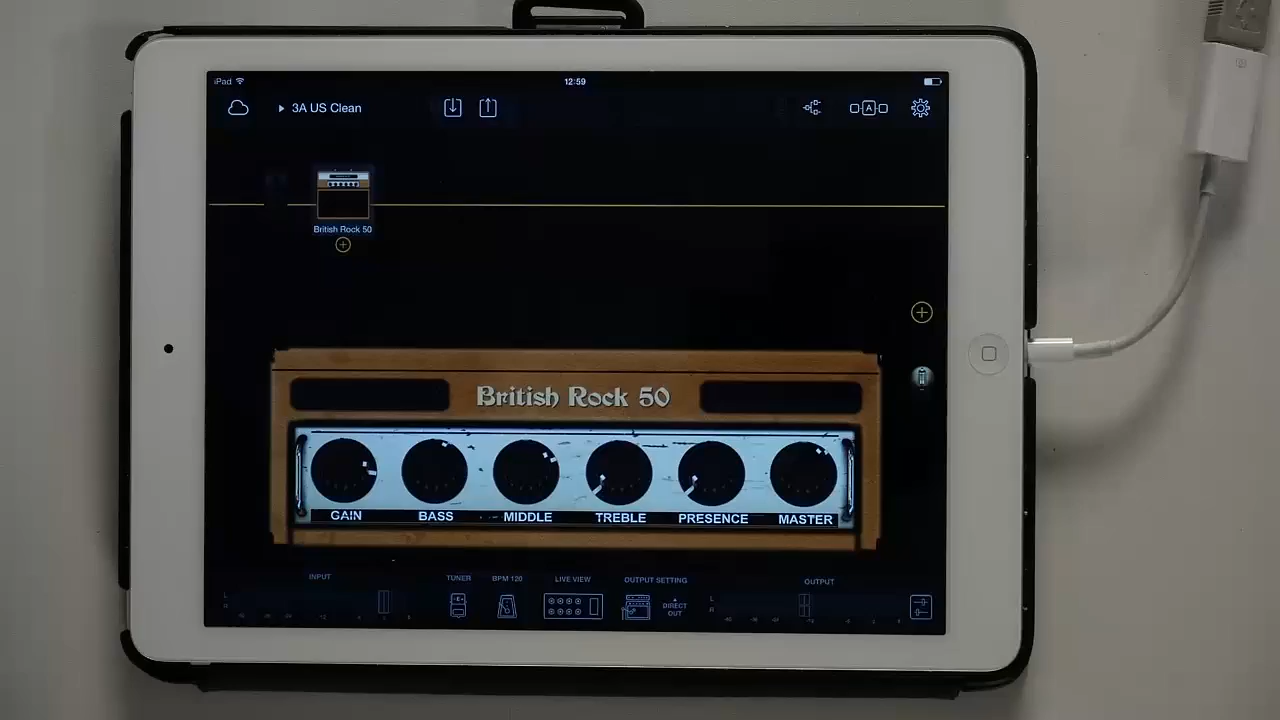 iPad 12:59
3A US Clean
A
British Rock 50
British Rock 50
GAIN BASS MIDDLE TREBLE PRESENCE MASTER
INPUT TUNER BPM 120 LIVE VIEW OUTPUT SETTING OUTPUT
L L
R R
DIRECT
OUT